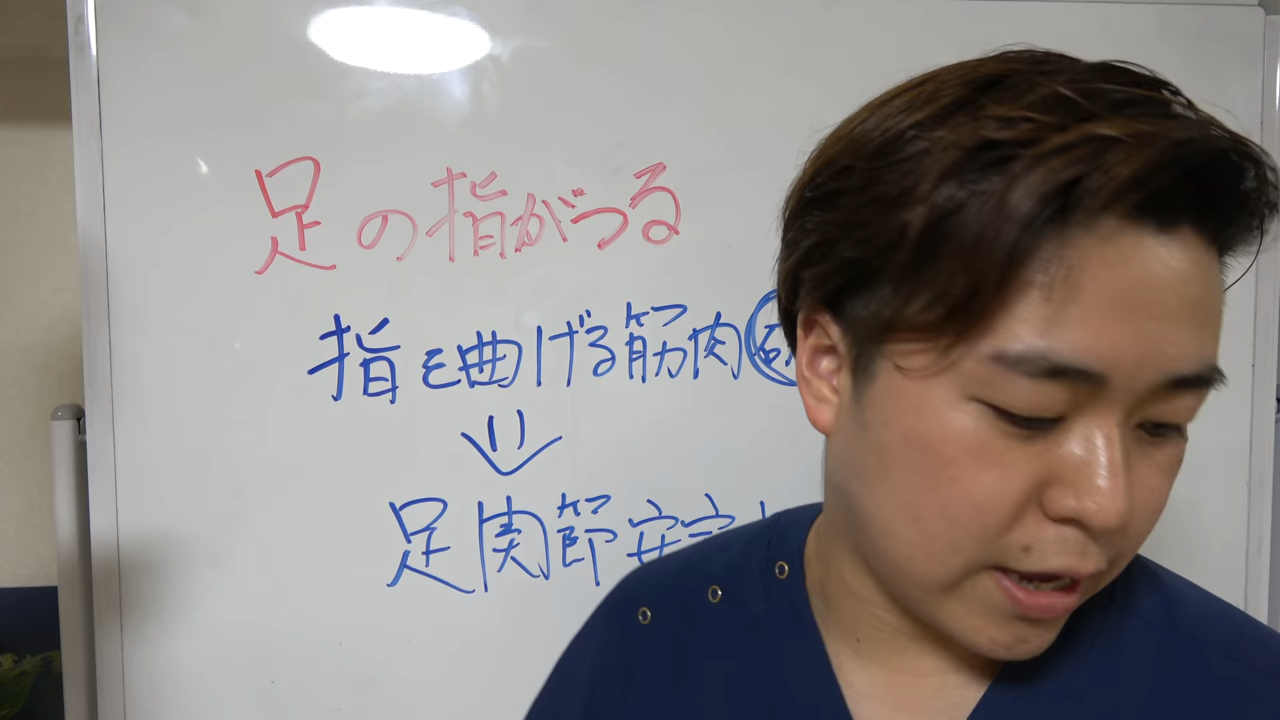 足の指がつる
指を曲げる筋肉
足関節安定